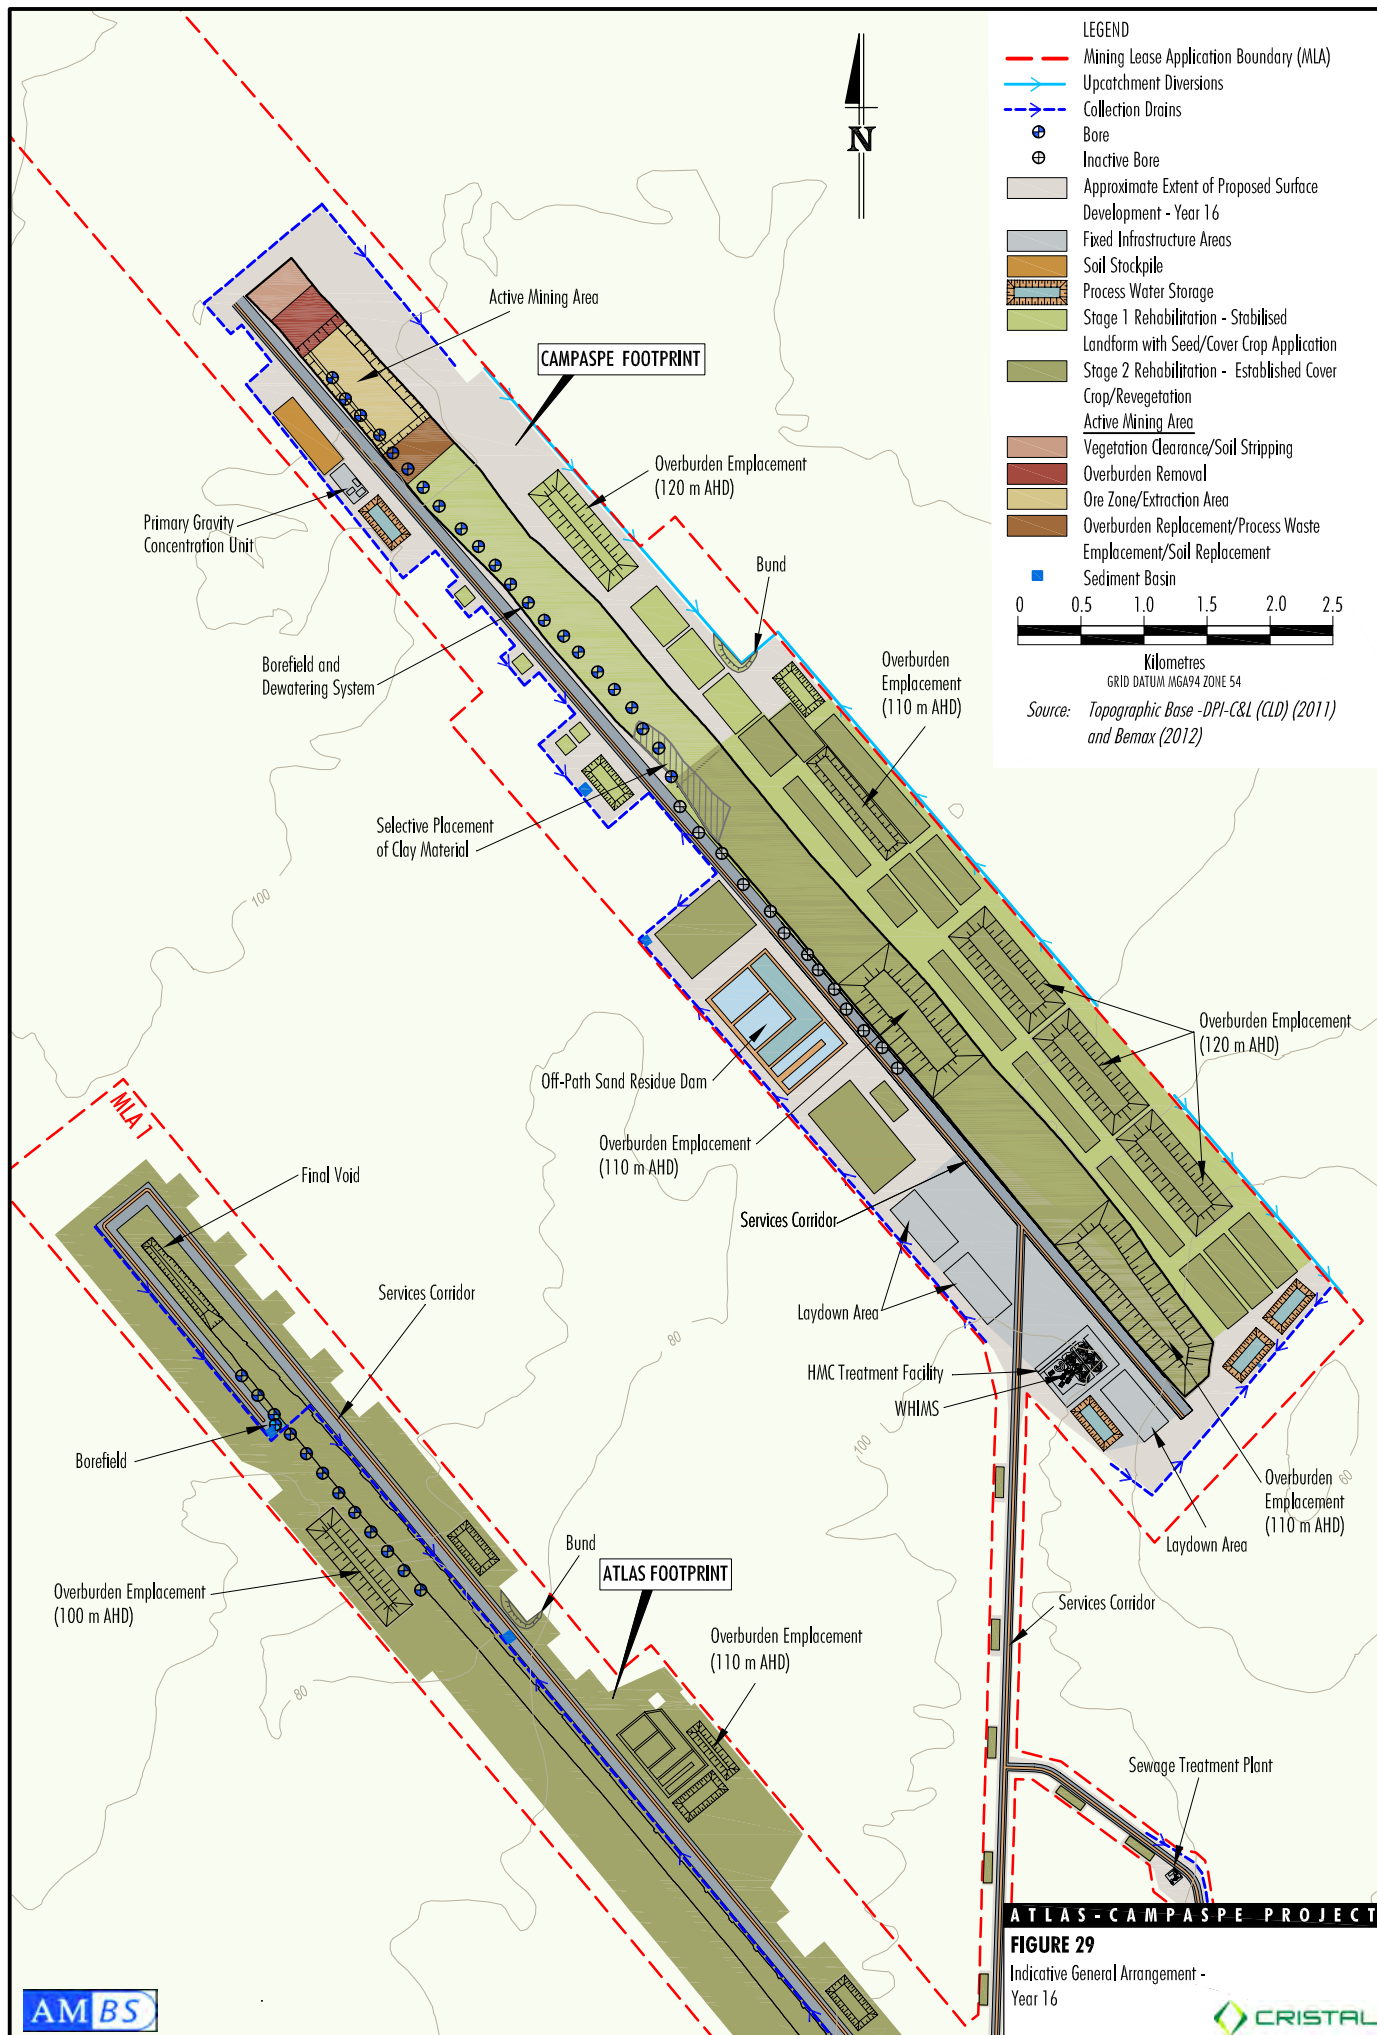 LEGEND
Mining Lease Application Boundary (MLA)
Upcatchment Diversions
Collection Drains
Bore
Inactive Bore
Approximate Extent of Proposed Surface
Development - Year 16
Fixed Infrastructure Areas
Soil Stockpile
Process Water Storage
Stage 1 Rehabilitation - Stabilised
Landform with Seed/Cover Crop Application
Stage 2 Rehabilitation - Established Cover
Crop/Revegetation
Active Mining Area
Vegetation Clearance/Soil Stripping
Overburden Removal
Ore Zone/Extraction Area
Overburden Replacement/Process Waste
Emplacement/Soil Replacement
Sediment Basin
0 0.5 1.0 1.5 2.0 2.5
Kilometres
GRID DATUM MGA94 ZONE 54
Source: Topographic Base -DPI-C&L (CLD) (2011)
and Bemax (2012)
N
Active Mining Area
CAMPASPE FOOTPRINT
Overburden Emplacement
(120 m AHD)
Primary Gravity
Concentration Unit
Bund
Borefield and
Dewatering System
Overburden
Emplacement
(110 m AHD)
Selective Placement
of Clay Material
100
Overburden Emplacement
(120 m AHD)
Off-Path Sand Residue Dam
MLA 1
Overburden Emplacement
(110 m AHD)
Final Void
Services Corridor
Services Corridor
Laydown Area
80
HMC Treatment Facility
WHIMS
100
Borefield
60
Overburden
Emplacement
(110 m AHD)
Laydown Area
Bund
ATLAS FOOTPRINT
Overburden Emplacement
(100 m AHD)
Services Corridor
Overburden Emplacement
(110 m AHD)
80
Sewage Treatment Plant
ATLAS-CAMPASPE PROJECT
FIGURE 29
Indicative General Arrangement -
Year 16
AMBS
CRISTAL